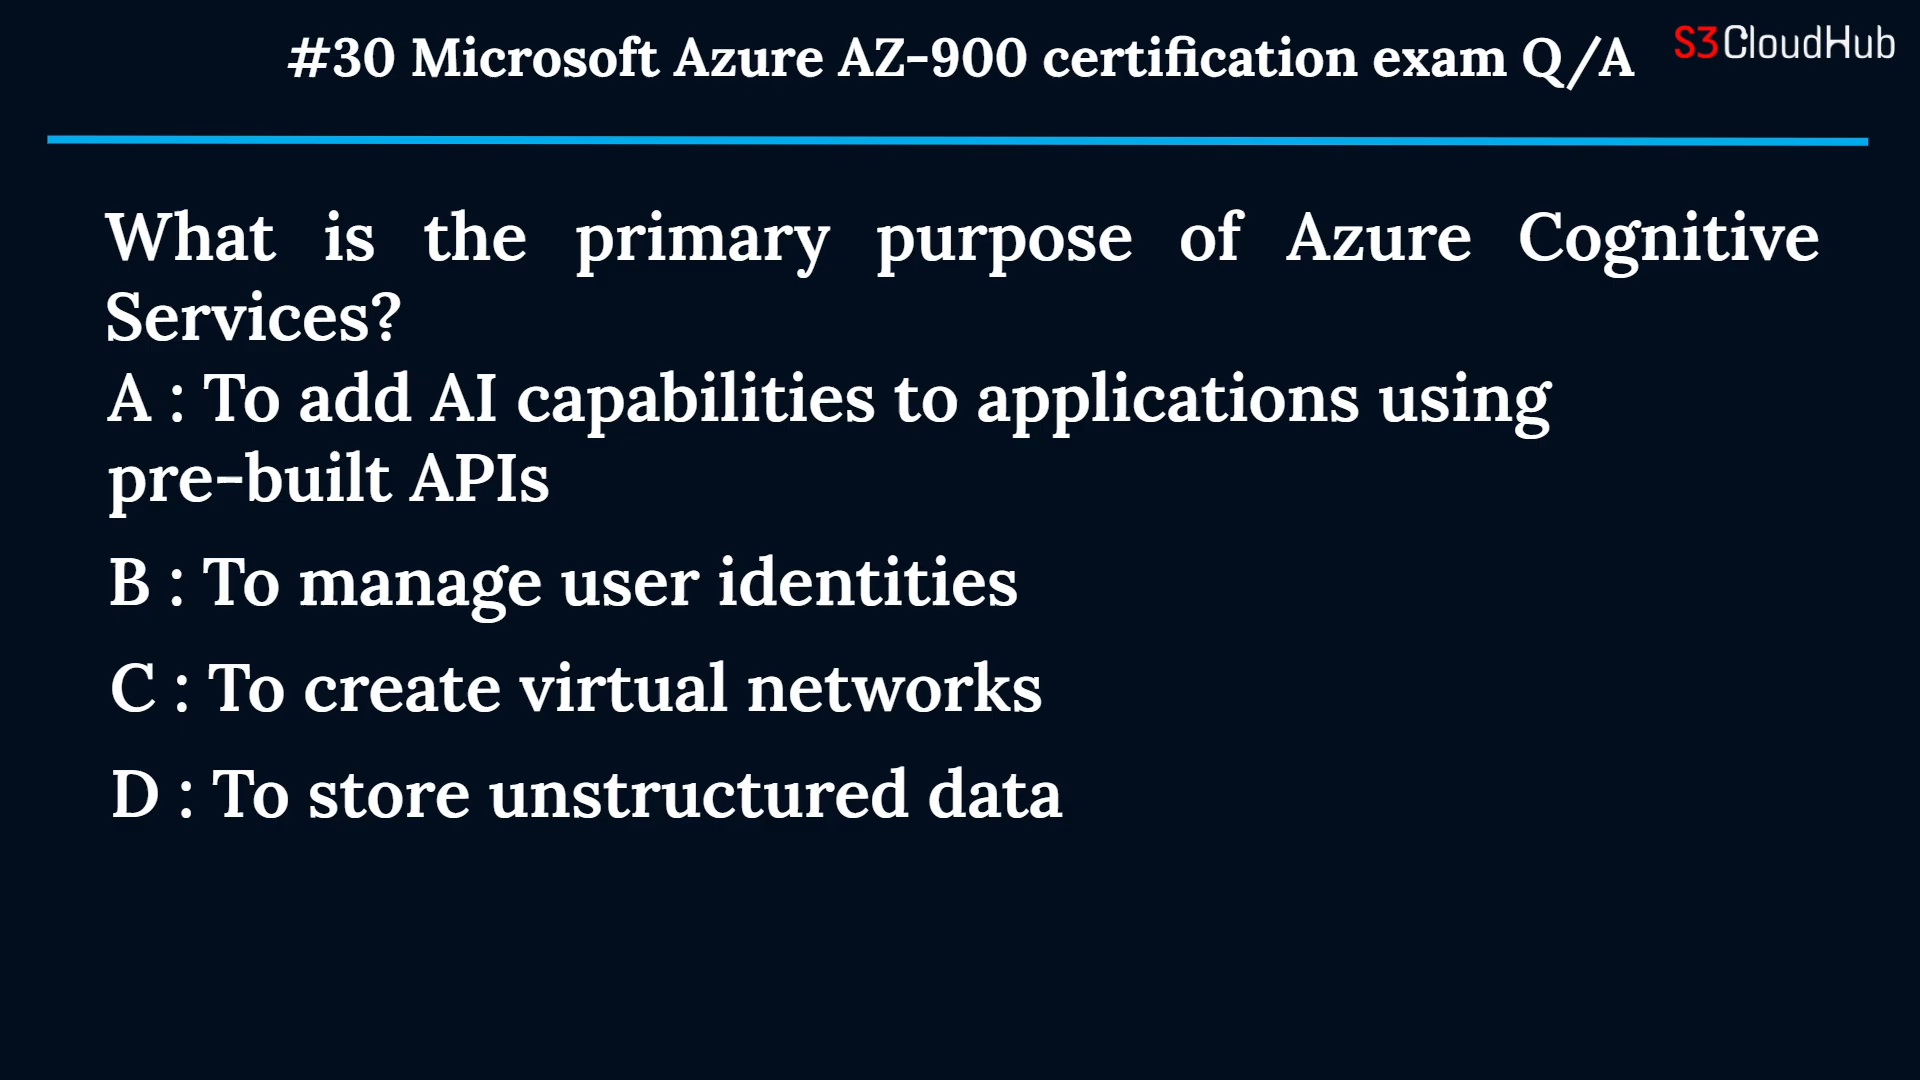 #30 Microsoft Azure AZ-900 certification exam Q/A
S3CloudHub
What is the primary purpose of Azure Cognitive
Services?
A : To add AI capabilities to applications using
pre-built APIs
B : To manage user identities
C : To create virtual networks
D : To store unstructured data